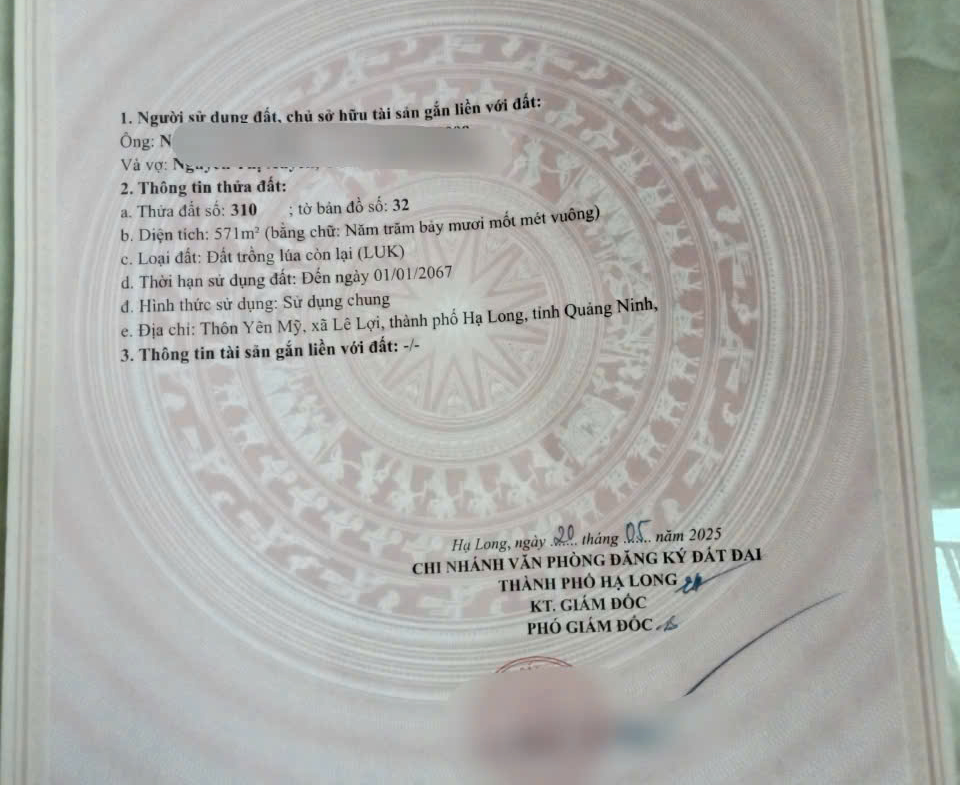 1. Người sử dụng đất, chủ sở hữu tài sản gắn liền với đất:
Ông: N
Và vợ:
2. Thông tin thửa đất:
a. Thửa đất số: 310 ; tờ bản đồ số: 32
b. Diện tích: 571m² (bằng chữ: Năm trăm bảy mươi mốt mét vuông)
c. Loại đất: Đất trồng lúa còn lại (LUK)
d. Thời hạn sử dụng đất: Đến ngày 01/01/2067
đ. Hình thức sử dụng: Sử dụng chung
e. Địa chỉ: Thôn Yên Mỹ, xã Lê Lợi, thành phố Hạ Long, tỉnh Quảng Ninh,
3. Thông tin tài sản gắn liền với đất: -/-
Hạ Long, ngày 20 tháng 05 năm 2025
CHI NHÁNH VĂN PHÒNG ĐĂNG KÝ ĐẤT ĐAI
THÀNH PHỐ HẠ LONG
KT. GIÁM ĐỐC
PHÓ GIÁM ĐỐC